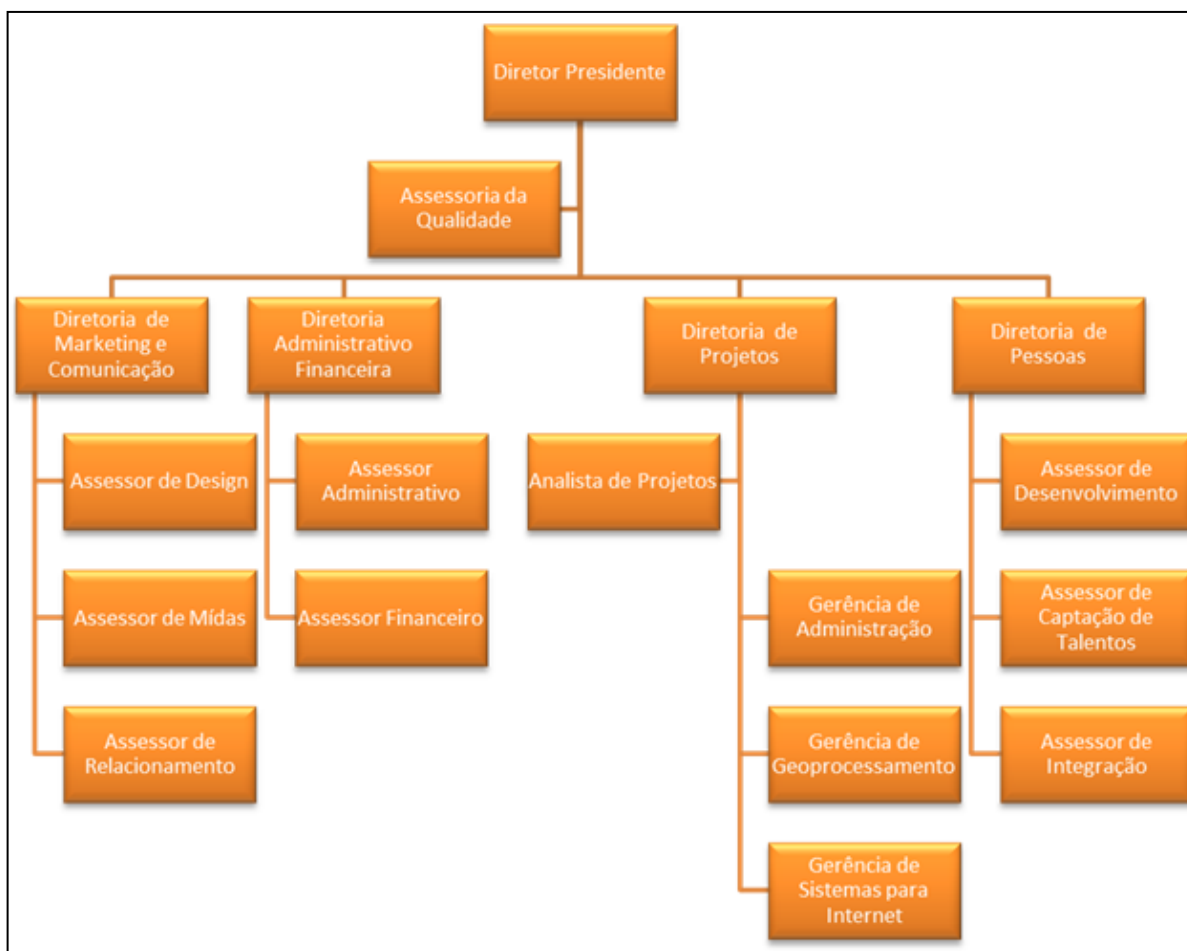 Diretor Presidente
Assessoria da
Qualidade
Diretoria de
Marketing e
Comunicação
Diretoria
Administrativo
Financeira
Diretoria de
Projetos
Diretoria de
Pessoas
Assessor de Design
Assessor
Administrativo
Analista de Projetos
Assessor de
Desenvolvimento
Assessor de Mídas
Assessor Financeiro
Gerência de
Administração
Assessor de
Captação de
Talentos
Assessor de
Relacionamento
Gerência de
Geoprocessamento
Assessor de
Integração
Gerência de
Sistemas para
Internet